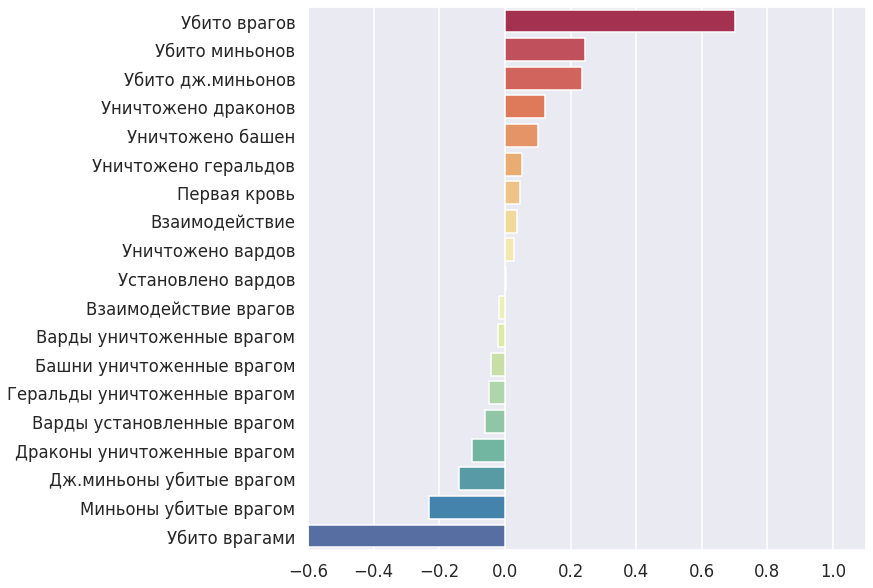 Убито врагов
Убито миньонов
Убито дж.миньонов
Уничтожено драконов
Уничтожено башен
Уничтожено геральдов
Первая кровь
Взаимодействие
Уничтожено вардов
Установлено вардов
Взаимодействие врагов
Варды уничтоженные врагом
Башни уничтоженные врагом
Геральды уничтоженные врагом
Варды установленные врагом
Драконы уничтоженные врагом
Дж.миньоны убитые врагом
Миньоны убитые врагом
Убито врагами
−0.6 −0.4 −0.2 0.0 0.2 0.4 0.6 0.8 1.0